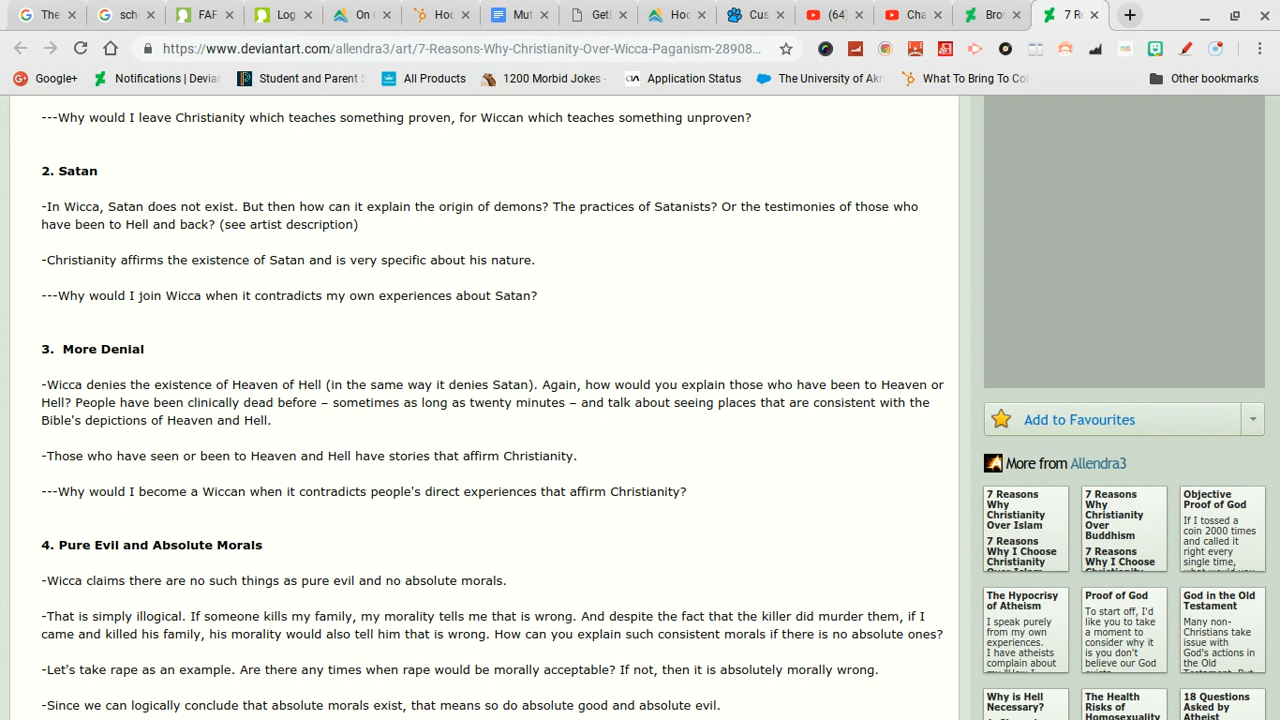 The
sch
FAF
Log
On
Hoc
Mut
Getl
Hoc
Cus
(64)
Cha
Brov
7 Re
https://www.deviantart.com/allendra3/art/7-Reasons-Why-Christianity-Over-Wicca-Paganism-28908...
Google+
Notifications | Devian
Student and Parent S
All Products
1200 Morbid Jokes -
Application Status
The University of Akr
What To Bring To Col
Other bookmarks
---Why would I leave Christianity which teaches something proven, for Wiccan which teaches something unproven?
2. Satan
-In Wicca, Satan does not exist. But then how can it explain the origin of demons? The practices of Satanists? Or the testimonies of those who
have been to Hell and back? (see artist description)
-Christianity affirms the existence of Satan and is very specific about his nature.
---Why would I join Wicca when it contradicts my own experiences about Satan?
3. More Denial
-Wicca denies the existence of Heaven of Hell (in the same way it denies Satan). Again, how would you explain those who have been to Heaven or
Hell? People have been clinically dead before – sometimes as long as twenty minutes – and talk about seeing places that are consistent with the
Bible's depictions of Heaven and Hell.
-Those who have seen or been to Heaven and Hell have stories that affirm Christianity.
---Why would I become a Wiccan when it contradicts people's direct experiences that affirm Christianity?
4. Pure Evil and Absolute Morals
-Wicca claims there are no such things as pure evil and no absolute morals.
-That is simply illogical. If someone kills my family, my morality tells me that is wrong. And despite the fact that the killer did murder them, if I
came and killed his family, his morality would also tell him that is wrong. How can you explain such consistent morals if there is no absolute ones?
-Let's take rape as an example. Are there any times when rape would be morally acceptable? If not, then it is absolutely morally wrong.
-Since we can logically conclude that absolute morals exist, that means so do absolute good and absolute evil.
Add to Favourites
More from Allendra3
7 Reasons
Why
Christianity
Over Islam
7 Reasons
Why I Choose
Christianity
Over Islam
7 Reasons
Why
Christianity
Over
Buddhism
7 Reasons
Why I Choose
Christianity
Objective
Proof of God
If I tossed a
coin 2000 times
and called it
right every
single time,
what would you
The Hypocrisy
of Atheism
I speak purely
from my own
experiences.
I have atheists
complain about
Proof of God
To start off, I'd
like you to take
a moment to
consider why it
is you don't
believe our God
exists
God in the Old
Testament
Many non-
Christians take
issue with
God's actions in
the Old
Testament. But
Why is Hell
Necessary?
The Health
Risks of
Homosexuality
18 Questions
Asked by
Atheist